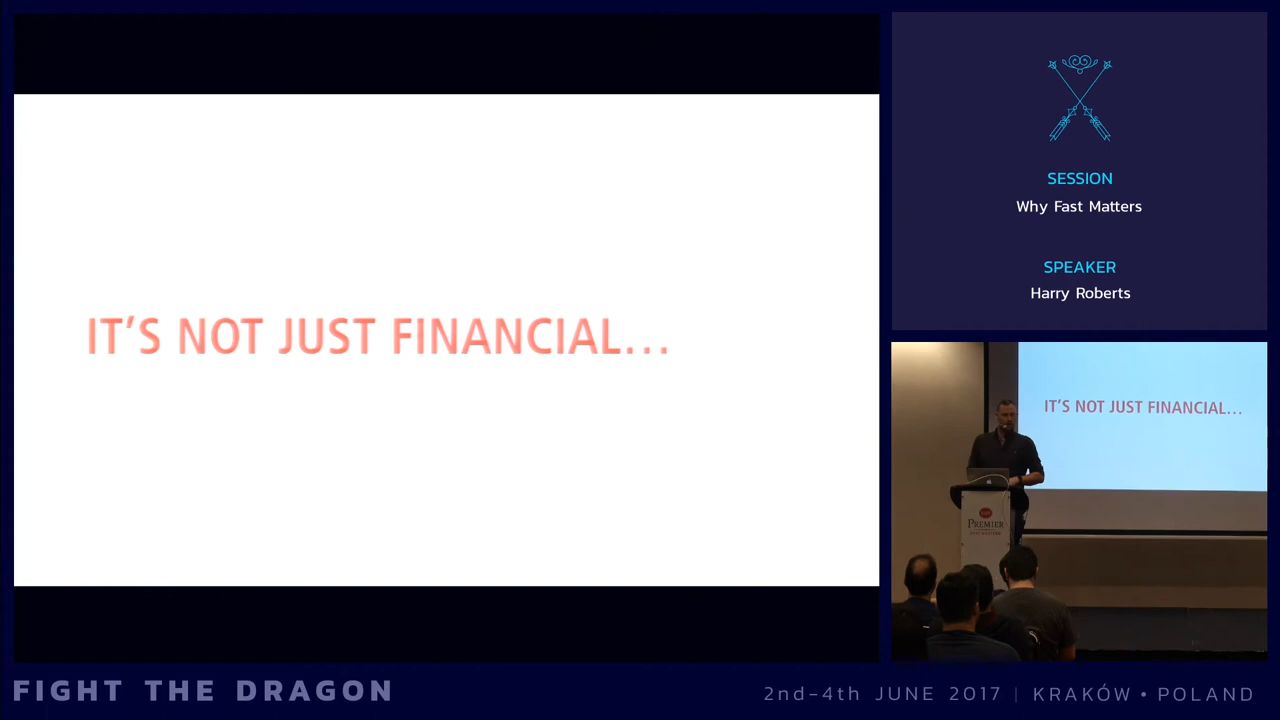 IT’S NOT JUST FINANCIAL…
SESSION
Why Fast Matters
SPEAKER
Harry Roberts
IT’S NOT JUST FINANCIAL…
PREMIER
FIGHT THE DRAGON
2nd-4th JUNE 2017 | KRAKÓW • POLAND